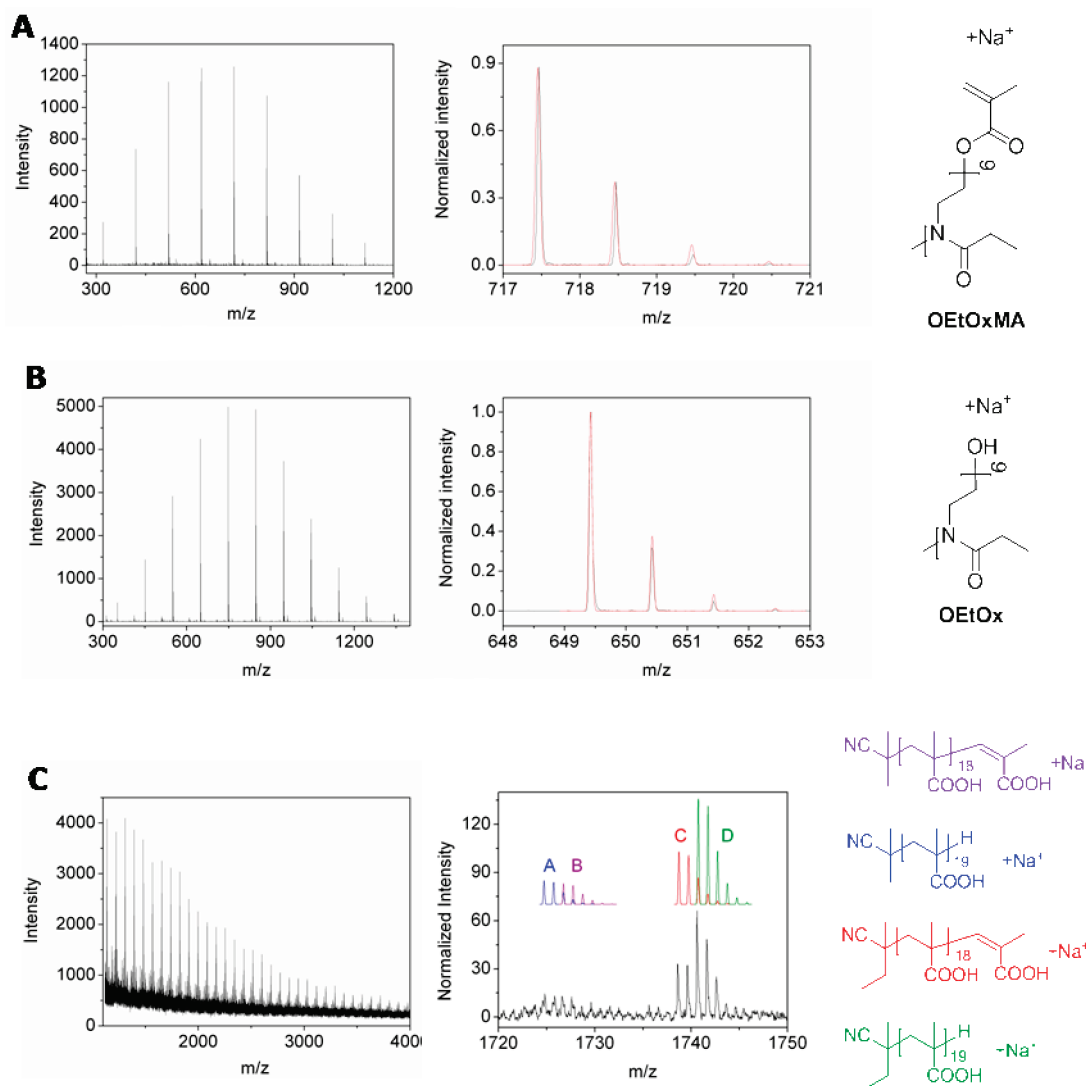 A
1400
1200
1000
800
600
400
200
0
Intensity
300 600 900 1200
m/z
0.9
0.6
0.3
0.0
Normalized intensity
717 718 719 720 721
m/z
+Na+
O
O
6
N
O
OEtOxMA
B
5000
4000
3000
2000
1000
0
Intensity
300 600 900 1200
m/z
1.0
0.8
0.6
0.4
0.2
0.0
Normalized intensity
648 649 650 651 652 653
m/z
+Na+
OH
6
N
O
OEtOx
C
4000
3000
2000
1000
0
Intensity
2000 3000 4000
m/z
120
90
60
30
0
Normalized Intensity
A B C D
1720 1730 1740 1750
m/z
NC
18
COOH COOH
+Na
NC H
19
COOH
+Na+
NC
18
COOH COOH
-Na+
NC H
19
COOH
-Na+